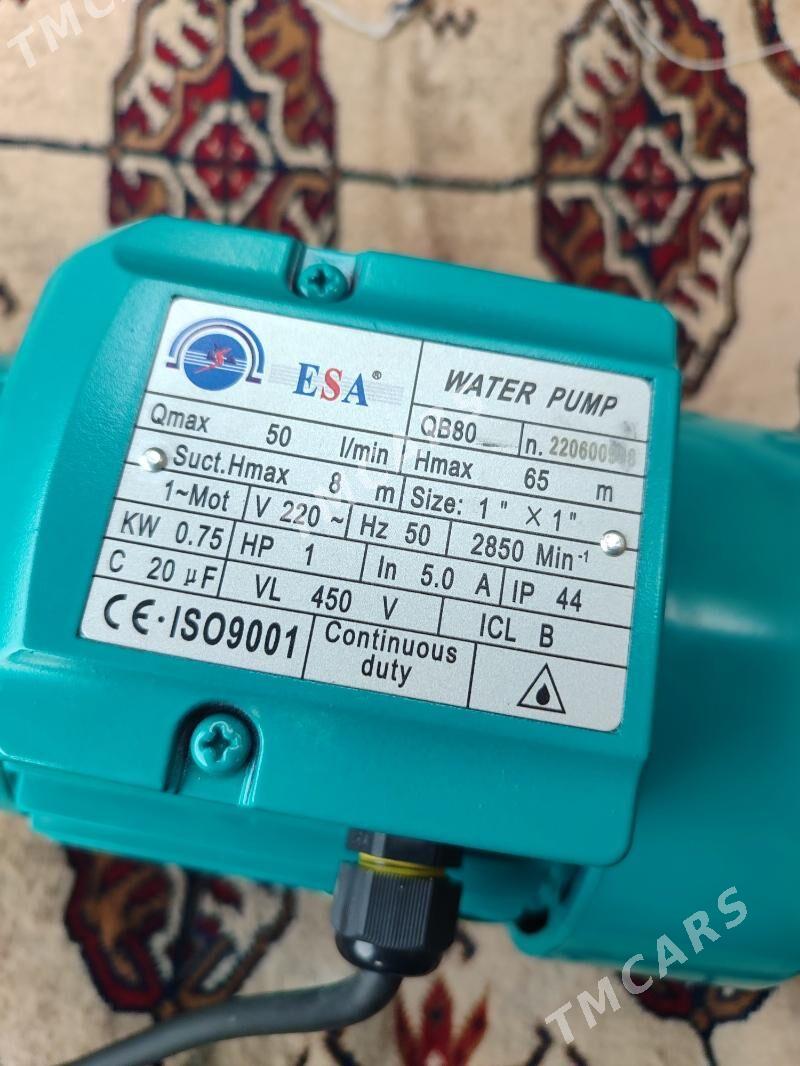 TMCARS
ESA®
WATER PUMP
QB80 n.
Qmax 50 l/min
Hmax 65 m
Suct.Hmax 8 m
Size: 1" X 1"
1~Mot V 220 ~ Hz 50 2850 Min-1
KW 0.75 HP 1 In 5.0 A IP 44
C 20 μF VL 450 V ICL B
CE·ISO9001
Continuous
duty
TMCARS